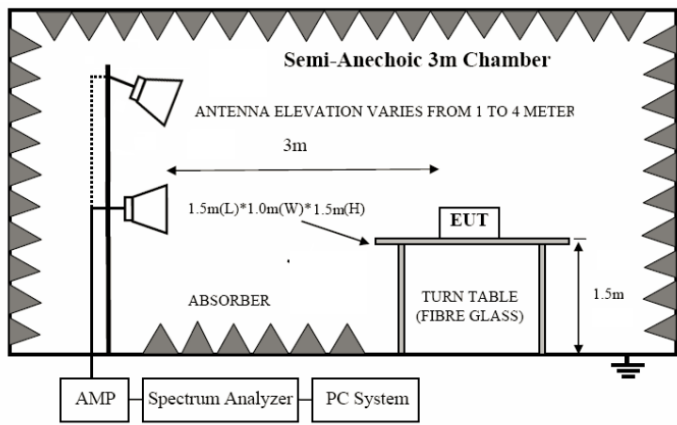 Semi-Anechoic 3m Chamber
ANTENNA ELEVATION VARIES FROM 1 TO 4 METER
3m
1.5m(L)*1.0m(W)*1.5m(H)
EUT
ABSORBER
TURN TABLE
(FIBRE GLASS)
1.5m
AMP
Spectrum Analyzer
PC System